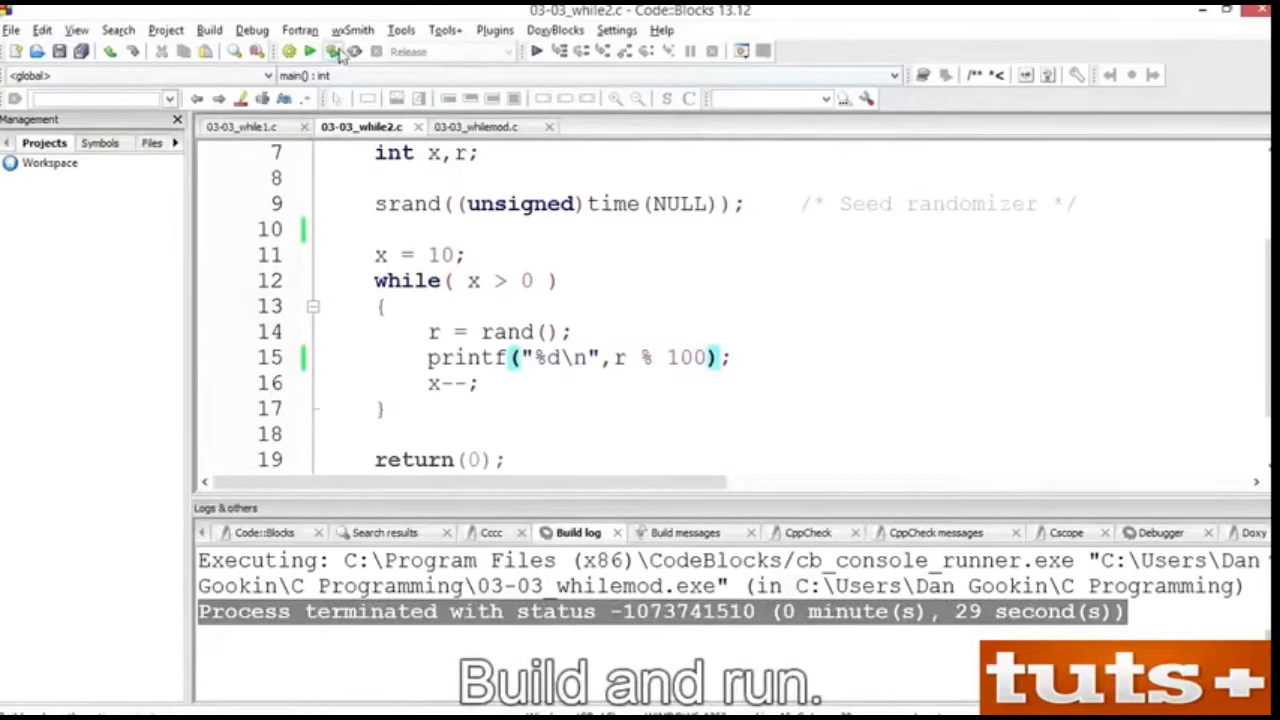 03-03_while2.c - Code::Blocks 13.12
File Edit View Search Project Build Debug Fortran wxSmith Tools Tools+ Plugins DoxyBlocks Settings Help
Release
<global> main() : int
Management
03-03_while1.c 03-03_while2.c 03-03_whilemod.c
Projects Symbols Files
Workspace
7 int x,r;
8
9 srand((unsigned)time(NULL)); /* Seed randomizer */
10
11 x = 10;
12 while( x > 0 )
13 {
14 r = rand();
15 printf("%d\n",r % 100);
16 x--;
17 }
18
19 return(0);
Logs & others
Code::Blocks Search results Cccc Build log Build messages CppCheck CppCheck messages Cscope Debugger Doxy
Executing: C:\Program Files (x86)\CodeBlocks/cb_console_runner.exe "C:\Users\Dan
Gookin\C Programming\03-03_whilemod.exe" (in C:\Users\Dan Gookin\C Programming)
Process terminated with status -1073741510 (0 minute(s), 29 second(s))
Build and run.
tuts+